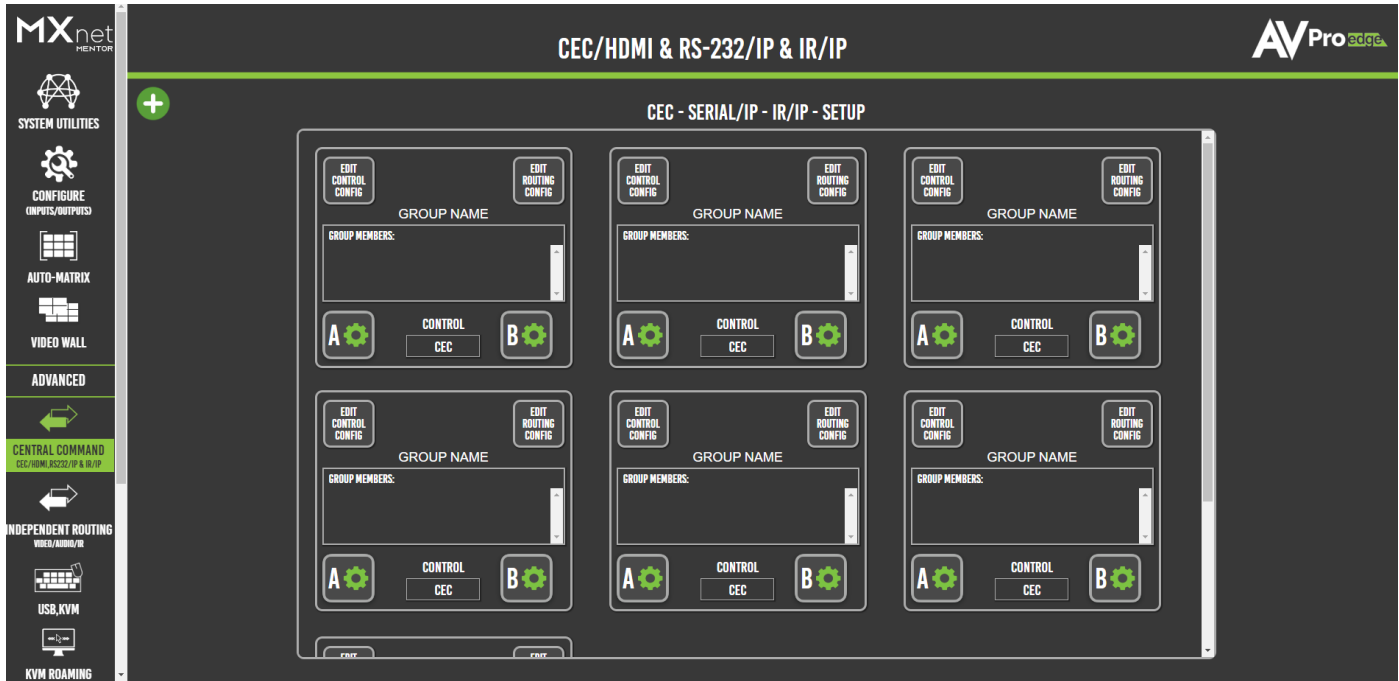 MXnet
MENTOR
CEC/HDMI & RS-232/IP & IR/IP
AVPro edge
SYSTEM UTILITIES
CONFIGURE
(INPUTS/OUTPUTS)
AUTO-MATRIX
VIDEO WALL
ADVANCED
CENTRAL COMMAND
CEC/HDMI,RS232/IP & IR/IP
INDEPENDENT ROUTING
VIDEO/AUDIO/IR
USB,KVM
KVM ROAMING
CEC - SERIAL/IP - IR/IP - SETUP
EDIT CONTROL CONFIG
EDIT ROUTING CONFIG
GROUP NAME
GROUP MEMBERS:
A
CONTROL
CEC
B
EDIT CONTROL CONFIG
EDIT ROUTING CONFIG
GROUP NAME
GROUP MEMBERS:
A
CONTROL
CEC
B
EDIT CONTROL CONFIG
EDIT ROUTING CONFIG
GROUP NAME
GROUP MEMBERS:
A
CONTROL
CEC
B
EDIT CONTROL CONFIG
EDIT ROUTING CONFIG
GROUP NAME
GROUP MEMBERS:
A
CONTROL
CEC
B
EDIT CONTROL CONFIG
EDIT ROUTING CONFIG
GROUP NAME
GROUP MEMBERS:
A
CONTROL
CEC
B
EDIT CONTROL CONFIG
EDIT ROUTING CONFIG
GROUP NAME
GROUP MEMBERS:
A
CONTROL
CEC
B
EDIT
EDIT